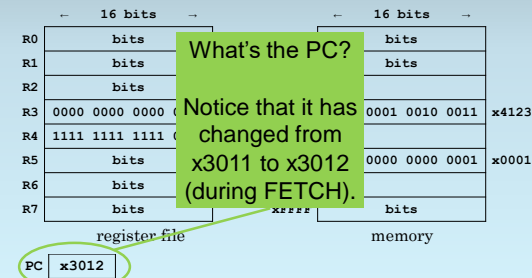 ← 16 bits → ← 16 bits →
R0 bits bits
R1 bits bits
R2 bits
R3 0000 0000 0000 0001 0010 0011 x4123
R4 1111 1111 1111
R5 bits 0000 0000 0001 x0001
R6 bits
R7 bits xFFFF bits
register file memory
PC x3012
What's the PC?
Notice that it has
changed from
x3011 to x3012
(during FETCH).